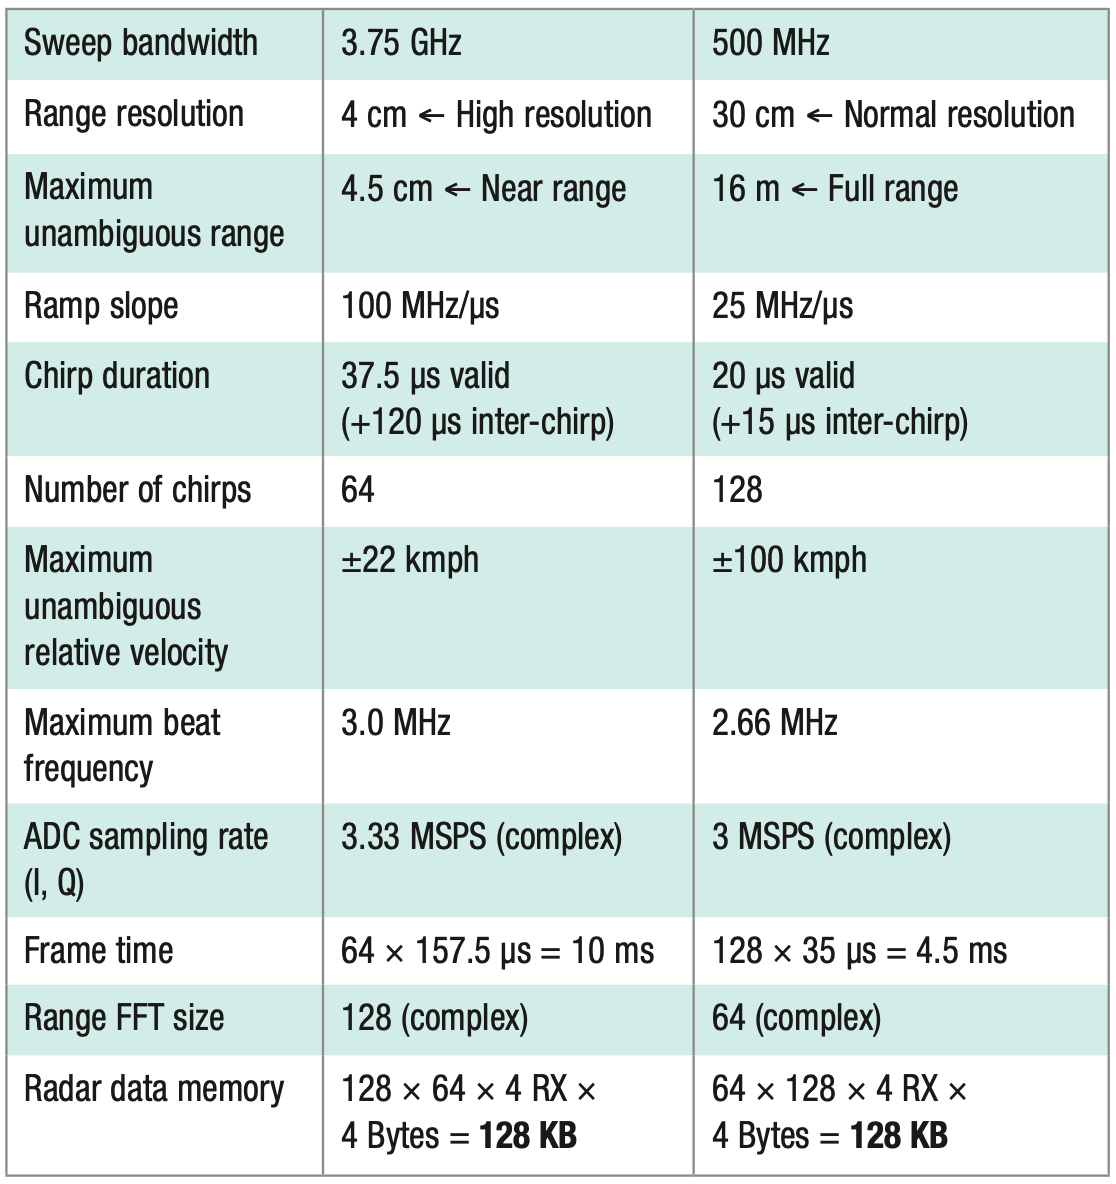 Sweep bandwidth 3.75 GHz 500 MHz
Range resolution 4 cm ← High resolution 30 cm ← Normal resolution
Maximum
unambiguous range 4.5 cm ← Near range 16 m ← Full range
Ramp slope 100 MHz/µs 25 MHz/µs
Chirp duration 37.5 µs valid
(+120 µs inter-chirp) 20 µs valid
(+15 µs inter-chirp)
Number of chirps 64 128
Maximum
unambiguous
relative velocity ±22 kmph ±100 kmph
Maximum beat
frequency 3.0 MHz 2.66 MHz
ADC sampling rate
(I, Q) 3.33 MSPS (complex) 3 MSPS (complex)
Frame time 64 × 157.5 µs = 10 ms 128 × 35 µs = 4.5 ms
Range FFT size 128 (complex) 64 (complex)
Radar data memory 128 × 64 × 4 RX ×
4 Bytes = 128 KB 64 × 128 × 4 RX ×
4 Bytes = 128 KB